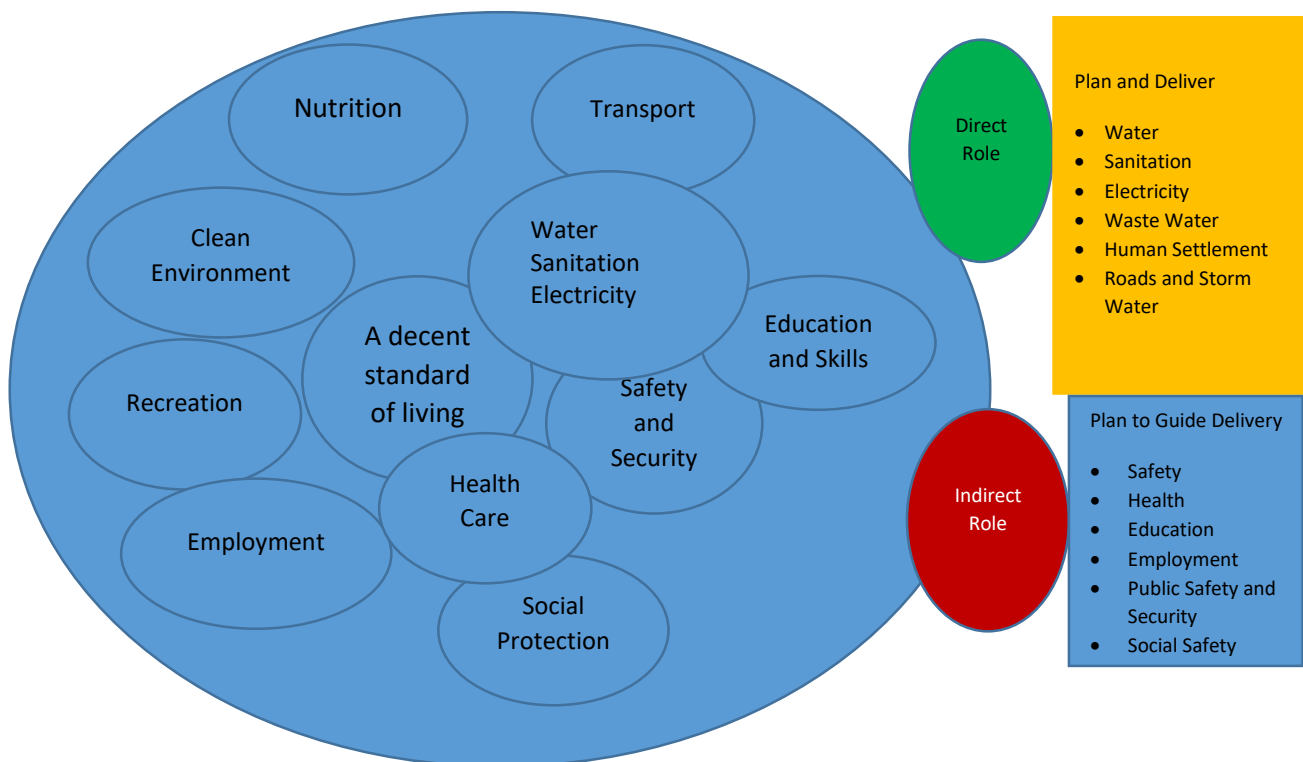 Nutrition
Transport
Clean
Environment
Water
Sanitation
Electricity
A decent
standard
of living
Education
and Skills
Recreation
Safety
and
Security
Health
Care
Employment
Social
Protection
Direct
Role
Plan and Deliver
• Water
• Sanitation
• Electricity
• Waste Water
• Human Settlement
• Roads and Storm
Water
Indirect
Role
Plan to Guide Delivery
• Safety
• Health
• Education
• Employment
• Public Safety and
Security
• Social Safety